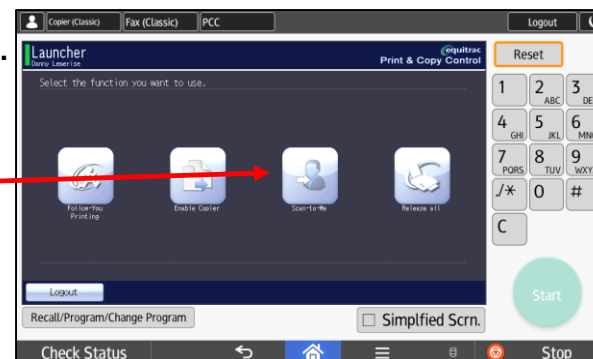 .
Copier (Classic) Fax (Classic) PCC Logout
Launcher
Danny Lemerise
equitrac
Print & Copy Control
Reset
Select the function you want to use.
1 2 ABC 3 DE
4 GHI 5 JKL 6 MNO
7 PQRS 8 TUV 9 WXY
./* 0 #
C
Follow-You
Printing
Enable Copier
Scan-to-Me
Release all
Logout
Start
Recall/Program/Change Program
Simplfied Scrn.
Check Status
Stop